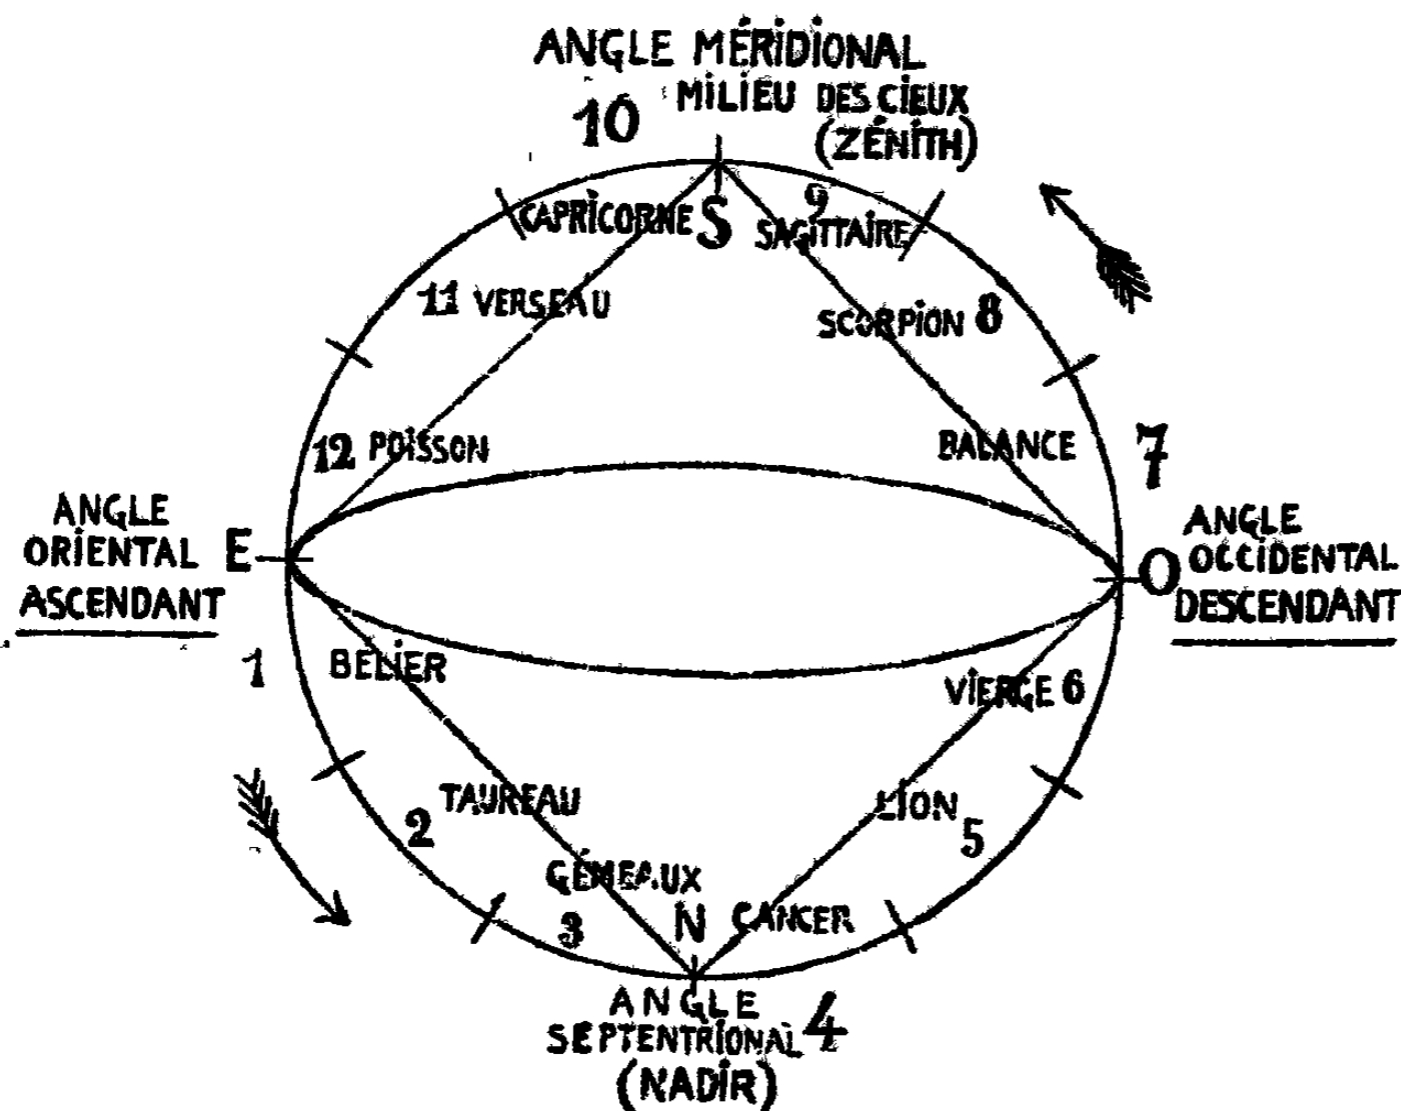 ANGLE MÉRIDIONAL
10 MILIEU DES CIEUX
(ZÉNITH)
CAPRICORNE S 9
SAGITTAIRE
11 VERSEAU
SCORPION 8
12 POISSON
BALANCE 7
ANGLE
ORIENTAL E
ASCENDANT
ANGLE
O OCCIDENTAL
DESCENDANT
1 BELIER
VIERGE 6
2 TAUREAU
LION 5
GÉMEAUX
3 N CANCER
ANGLE
SEPTENTRIONAL 4
(NADIR)